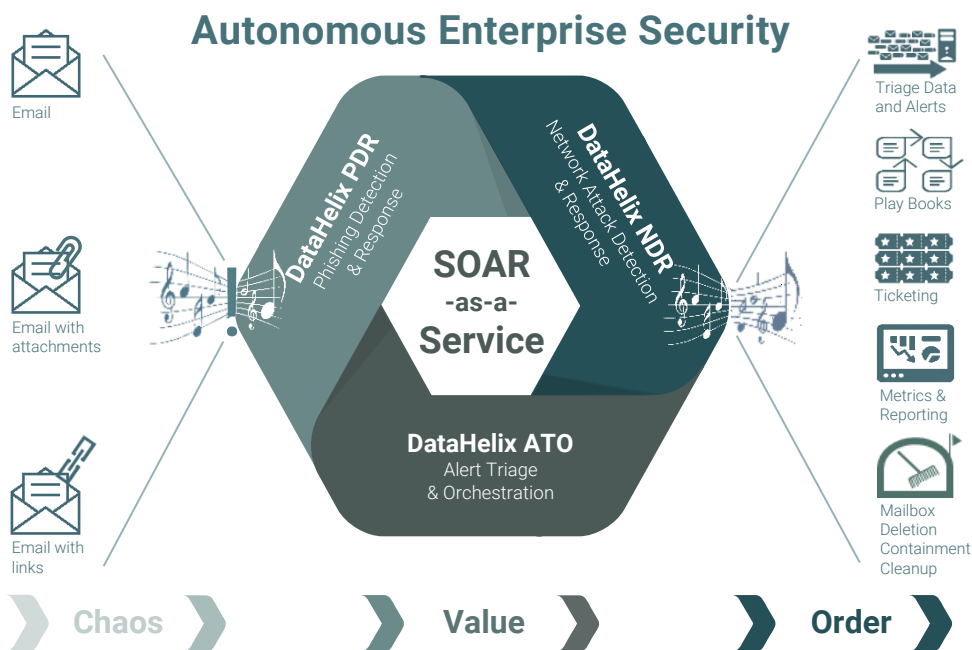 Autonomous Enterprise Security
Email
Email with
attachments
Email with
links
DataHelix PDR
Phishing Detection
& Response
DataHelix NDR
Network Attack Detection
& Response
SOAR
-as-a-
Service
DataHelix ATO
Alert Triage
& Orchestration
Triage Data
and Alerts
Play Books
Ticketing
Metrics &
Reporting
Mailbox
Deletion
Containment
Cleanup
Chaos
Value
Order